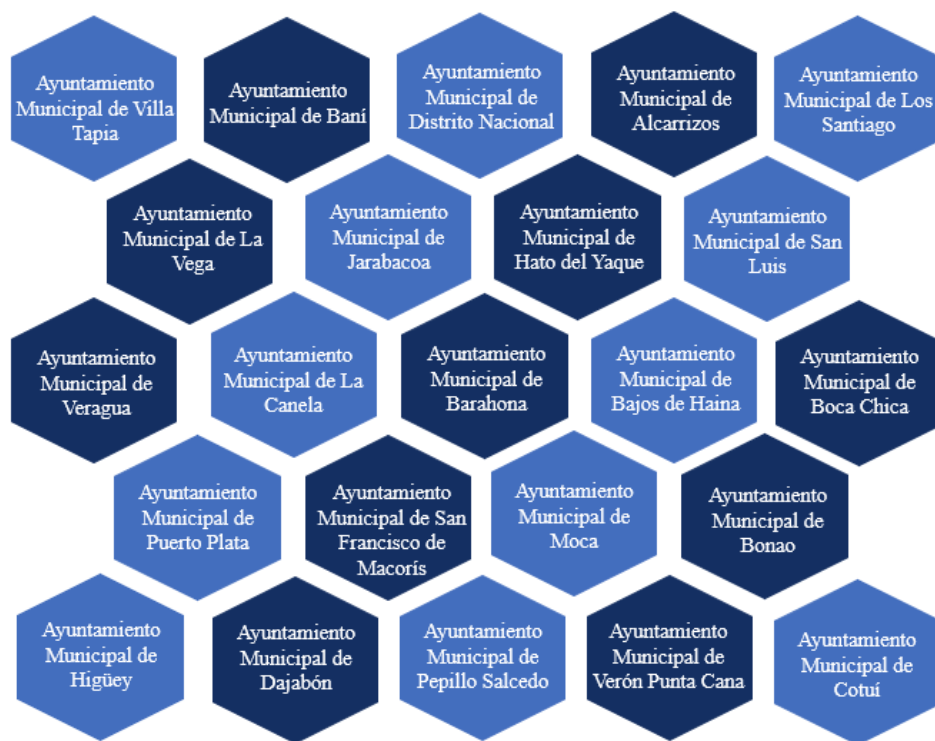 Ayuntamiento
Municipal de Villa
Tapia
Ayuntamiento
Municipal de Baní
Ayuntamiento
Municipal de
Distrito Nacional
Ayuntamiento
Municipal de
Alcarrizos
Ayuntamiento
Municipal de Los
Santiago
Ayuntamiento
Municipal de La
Vega
Ayuntamiento
Municipal de
Jarabacoa
Ayuntamiento
Municipal de
Hato del Yaque
Ayuntamiento
Municipal de San
Luis
Ayuntamiento
Municipal de
Veragua
Ayuntamiento
Municipal de La
Canela
Ayuntamiento
Municipal de
Barahona
Ayuntamiento
Municipal de
Bajos de Haina
Ayuntamiento
Municipal de
Boca Chica
Ayuntamiento
Municipal de
Puerto Plata
Ayuntamiento
Municipal de San
Francisco de
Macorís
Ayuntamiento
Municipal de
Moca
Ayuntamiento
Municipal de
Bonao
Ayuntamiento
Municipal de
Higüey
Ayuntamiento
Municipal de
Dajabón
Ayuntamiento
Municipal de
Pepillo Salcedo
Ayuntamiento
Municipal de
Verón Punta Cana
Ayuntamiento
Municipal de
Cotuí